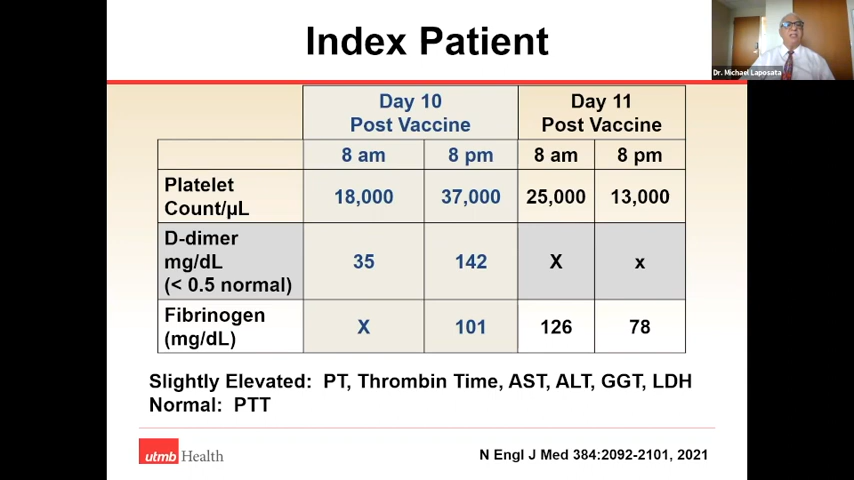 Index Patient
Dr. Michael Laposata
Day 10
Post Vaccine
Day 11
Post Vaccine
8 am
8 pm
8 am
8 pm
Platelet
Count/µL
18,000
37,000
25,000
13,000
D-dimer
mg/dL
(< 0.5 normal)
35
142
X
x
Fibrinogen
(mg/dL)
X
101
126
78
Slightly Elevated: PT, Thrombin Time, AST, ALT, GGT, LDH
Normal: PTT
utmb Health
N Engl J Med 384:2092-2101, 2021